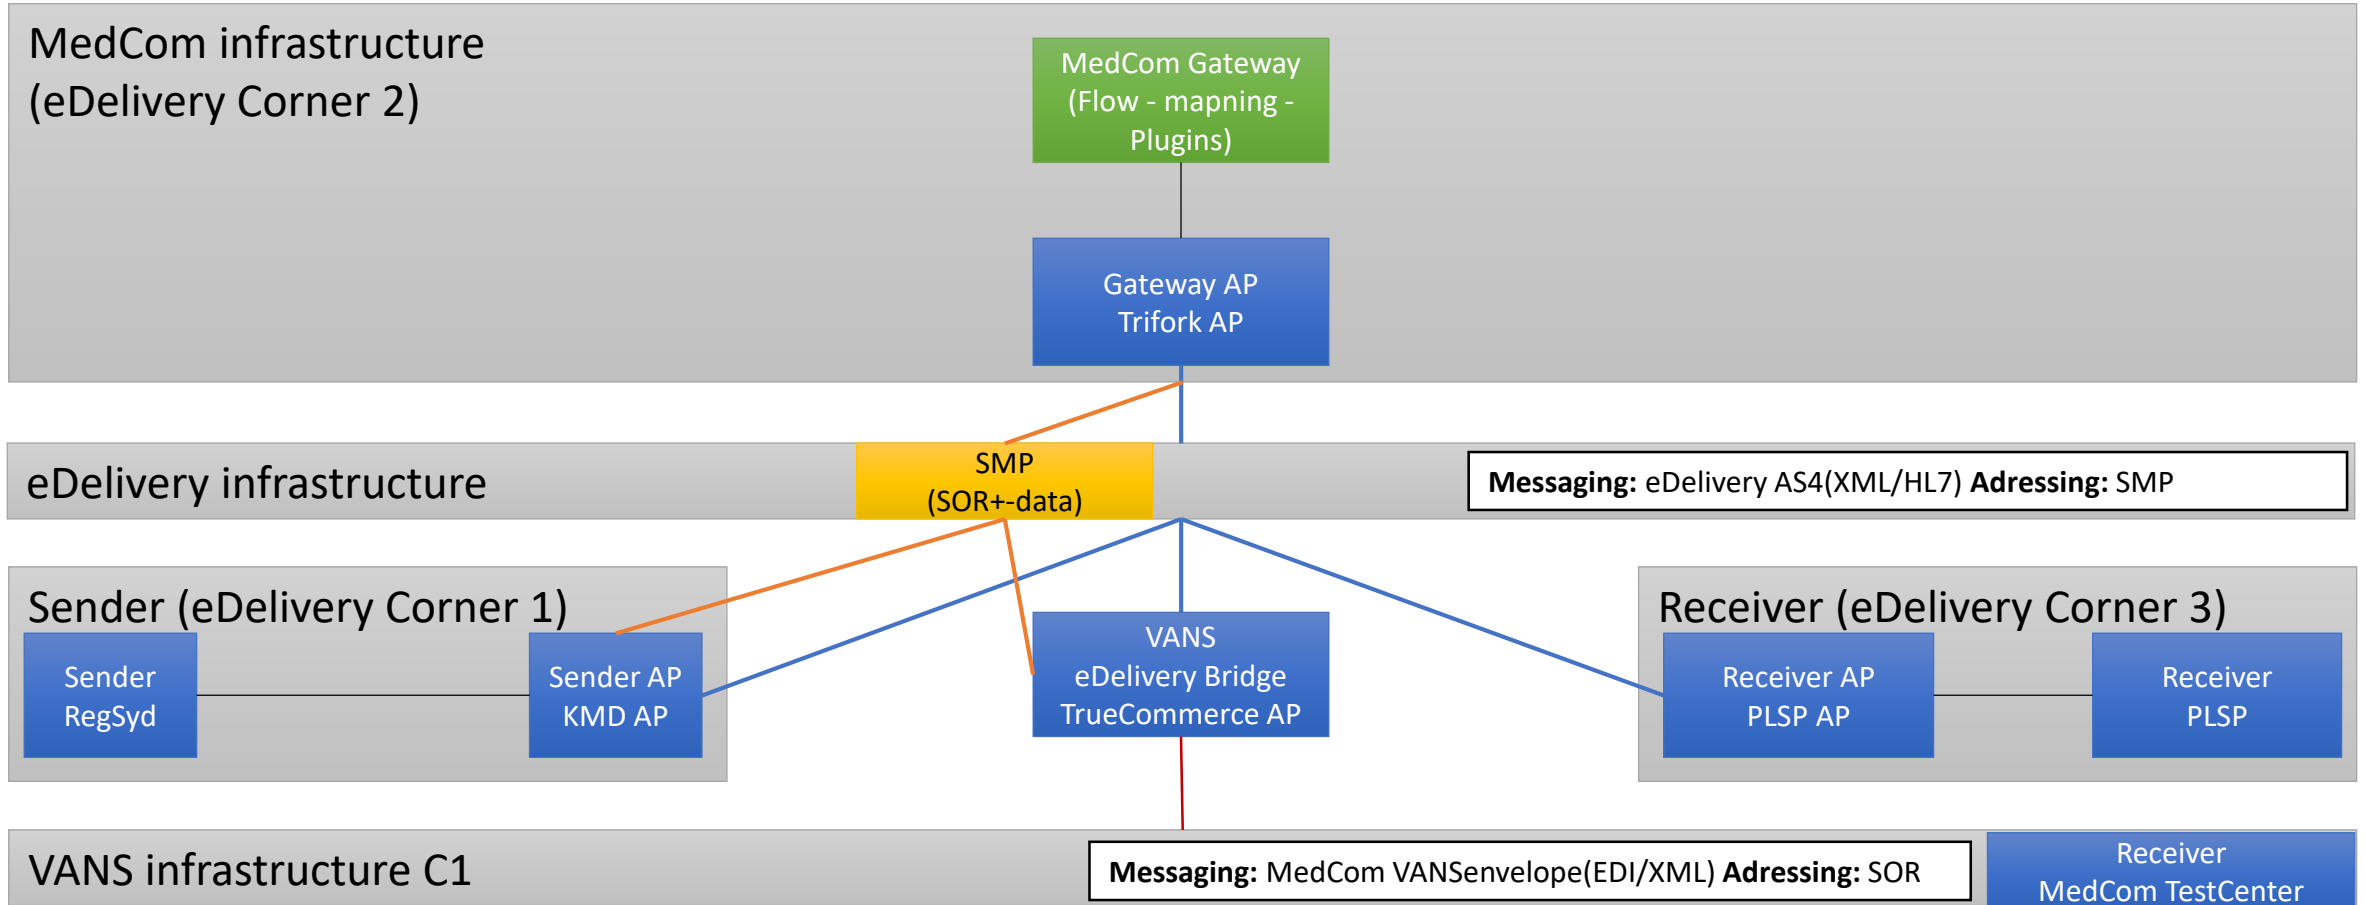 MedCom infrastructure
(eDelivery Corner 2)
MedCom Gateway
(Flow - mapning -
Plugins)
Gateway AP
Trifork AP
eDelivery infrastructure
SMP
(SOR+-data)
Messaging: eDelivery AS4(XML/HL7) Adressing: SMP
Sender (eDelivery Corner 1)
Sender
RegSyd
Sender AP
KMD AP
VANS
eDelivery Bridge
TrueCommerce AP
Receiver (eDelivery Corner 3)
Receiver AP
PLSP AP
Receiver
PLSP
VANS infrastructure C1
Messaging: MedCom VANSenvelope(EDI/XML) Adressing: SOR
Receiver
MedCom TestCenter